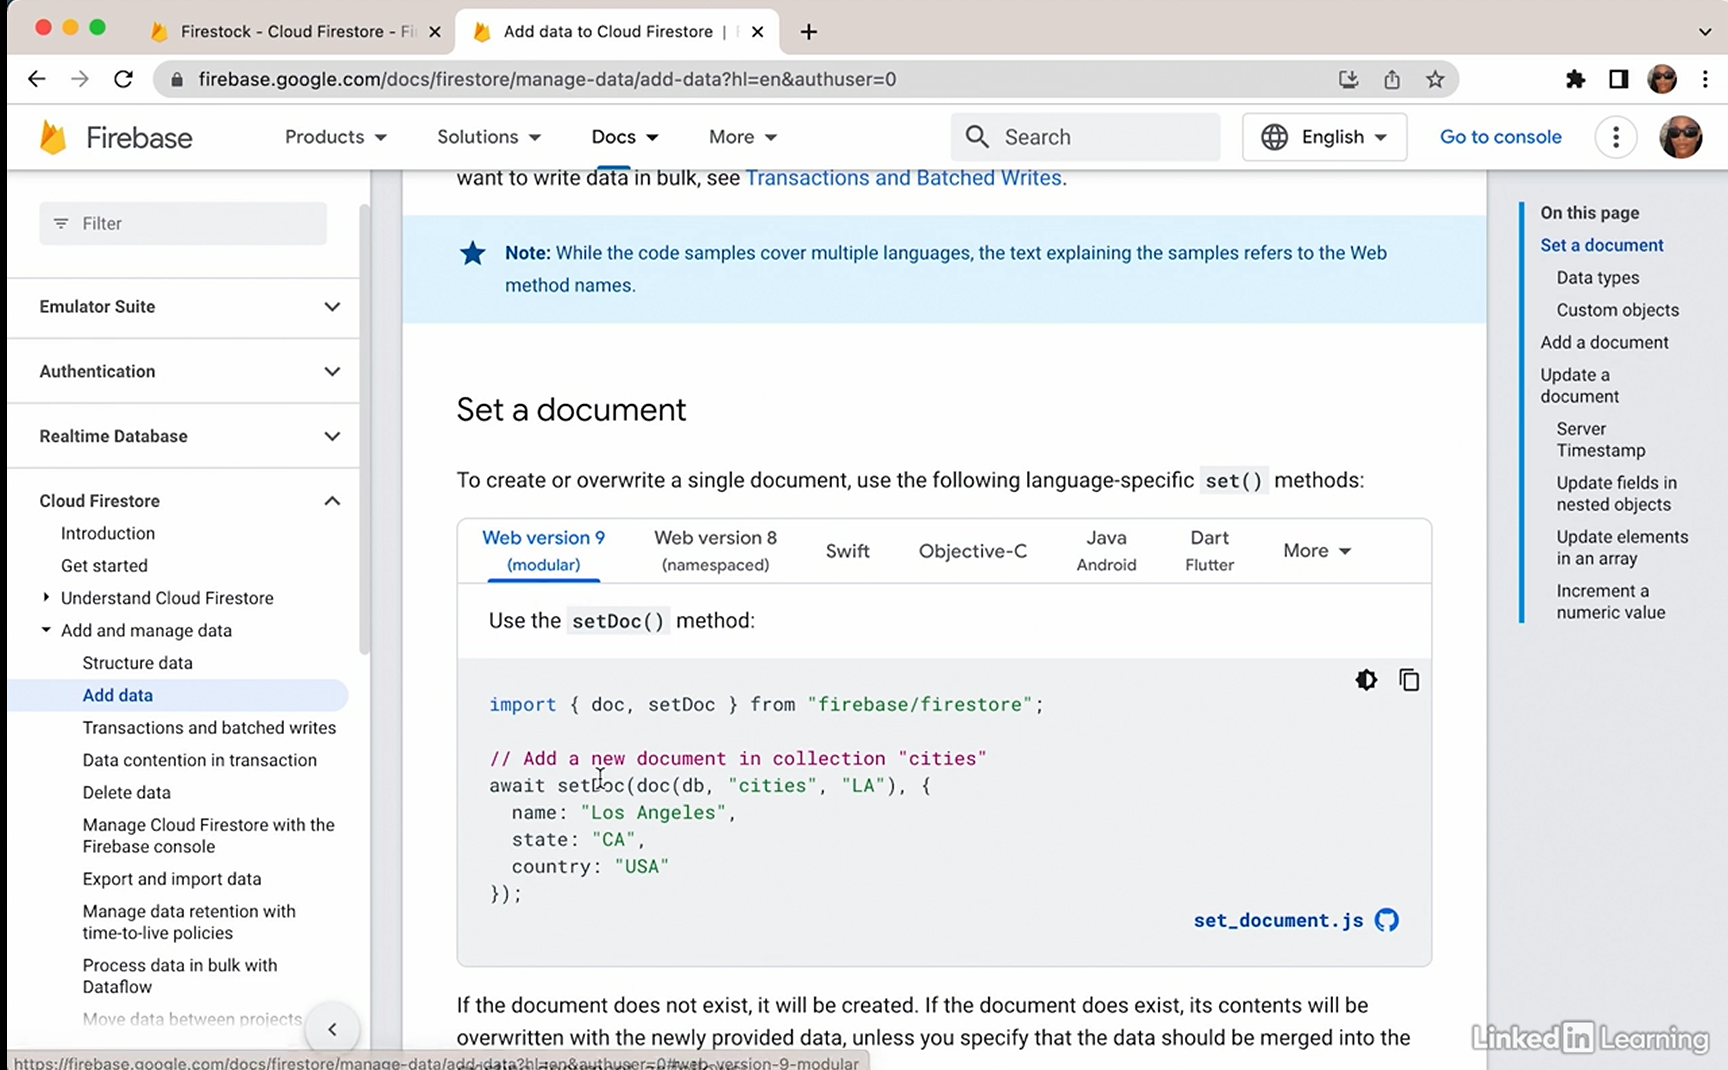 Firestock - Cloud Firestore - Fi
Add data to Cloud Firestore |
firebase.google.com/docs/firestore/manage-data/add-data?hl=en&authuser=0
Firebase
Products
Solutions
Docs
More
Search
English
Go to console
Filter
Emulator Suite
Authentication
Realtime Database
Cloud Firestore
Introduction
Get started
Understand Cloud Firestore
Add and manage data
Structure data
Add data
Transactions and batched writes
Data contention in transaction
Delete data
Manage Cloud Firestore with the
Firebase console
Export and import data
Manage data retention with
time-to-live policies
Process data in bulk with
Dataflow
Move data between projects
https://firebase.google.com/docs/firestore/manage-data/add-data?hl=en&authuser=0#web-version-9-modular
want to write data in bulk, see Transactions and Batched Writes.
Note: While the code samples cover multiple languages, the text explaining the samples refers to the Web
method names.
Set a document
To create or overwrite a single document, use the following language-specific set() methods:
Web version 9
(modular)
Web version 8
(namespaced)
Swift
Objective-C
Java
Android
Dart
Flutter
More
Use the setDoc() method:
import { doc, setDoc } from "firebase/firestore";
// Add a new document in collection "cities"
await setDoc(doc(db, "cities", "LA"), {
name: "Los Angeles",
state: "CA",
country: "USA"
});
set_document.js
If the document does not exist, it will be created. If the document does exist, its contents will be
overwritten with the newly provided data, unless you specify that the data should be merged into the
On this page
Set a document
Data types
Custom objects
Add a document
Update a
document
Server
Timestamp
Update fields in
nested objects
Update elements
in an array
Increment a
numeric value
Linked in Learning